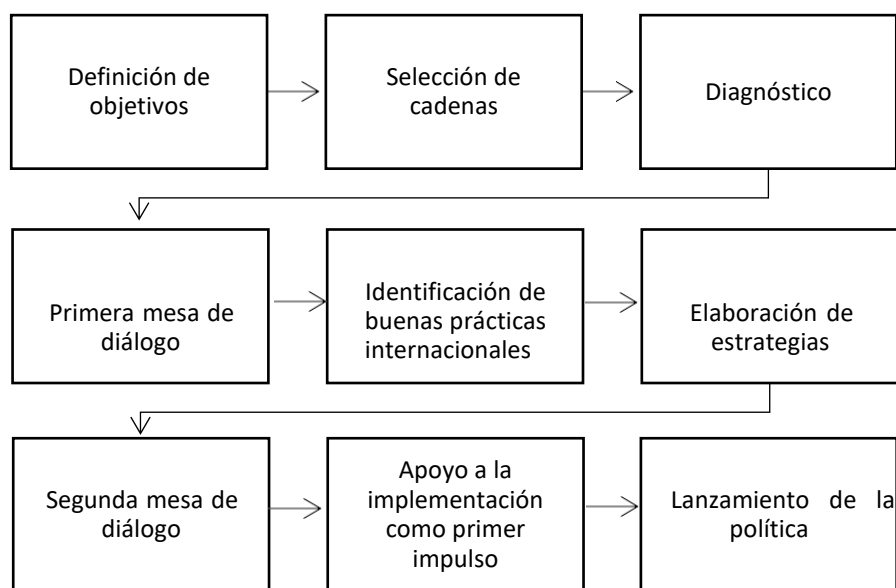 Definición de
objetivos
Selección de
cadenas
Diagnóstico
Primera mesa de
diálogo
Identificación de
buenas prácticas
internacionales
Elaboración de
estrategias
Segunda mesa de
diálogo
Apoyo a la
implementación
como primer
impulso
Lanzamiento de la
política